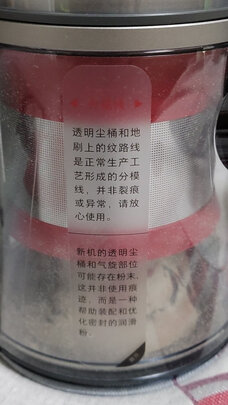 透明尘桶和地
刷上的纹路线
是正常生产工
艺形成的分模
线，并非裂痕
或异常，请放
心使用。
新机的透明尘
桶和气旋部位
可能存在粉末，
这并非使用痕
迹，而是一种
帮助装配和优
化密封的润滑
粉。